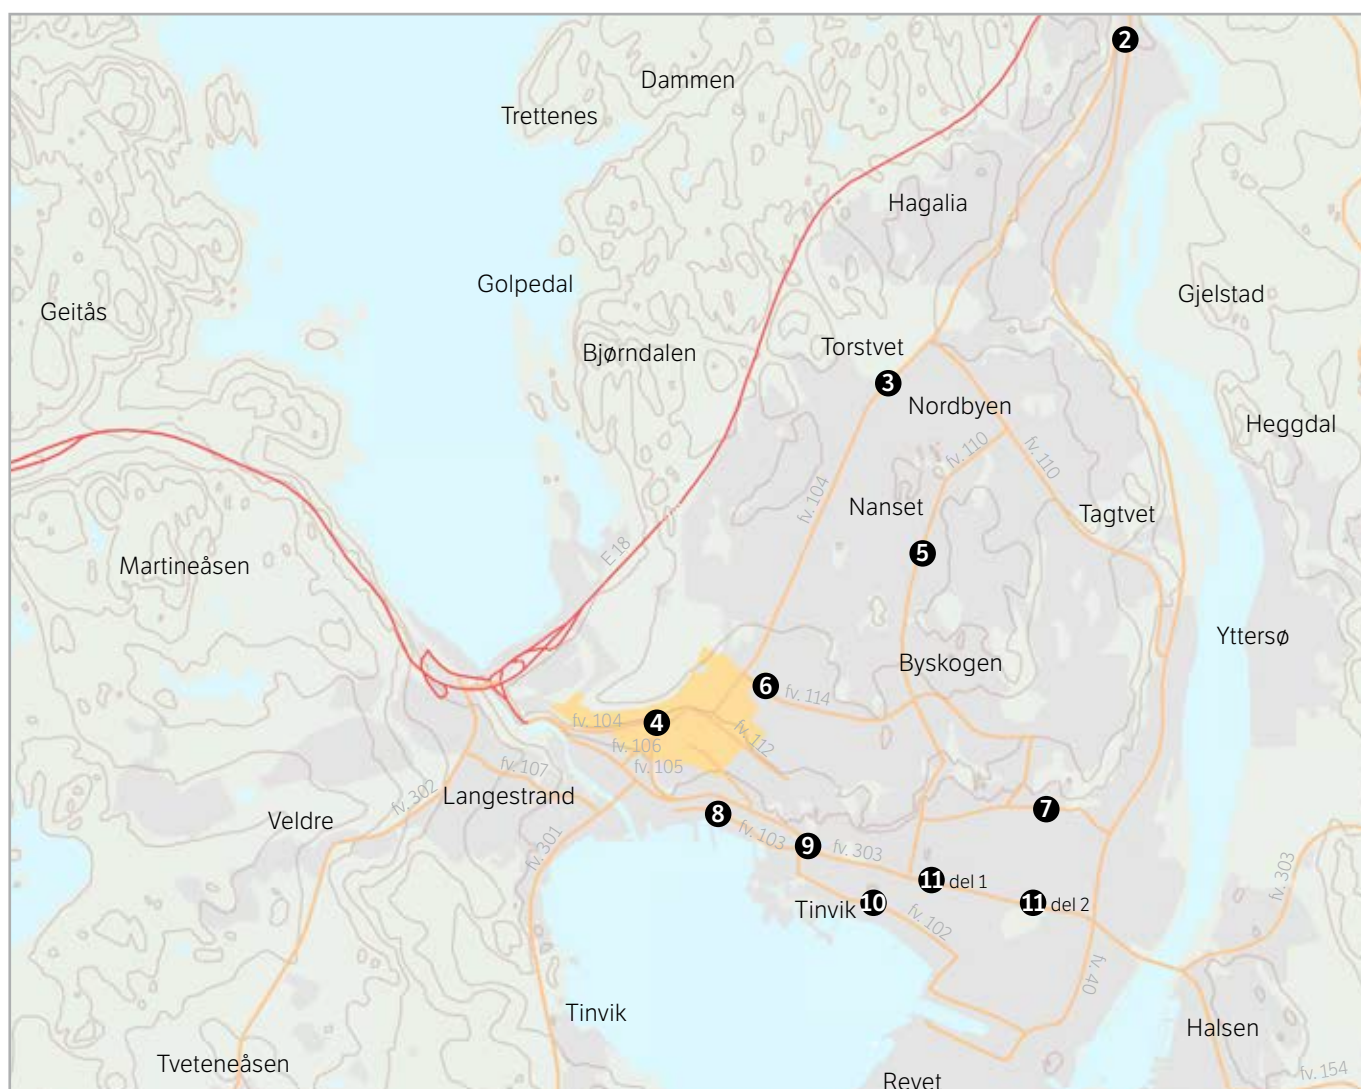 2
Dammen
Trettenes
Hagalia
Golpedal
Gjelstad
Geitås
Torstvet
Bjørndalen
3
Nordbyen
Heggdal
fv. 110
fv. 110
fv. 104
Nanset
Tagtvet
E 18
5
Martineåsen
Yttersø
Byskogen
6
fv. 114
fv. 104
4
fv. 112
fv. 106
fv. 105
fv. 107
fv. 302
Langestrand
7
Veldre
8
fv. 103
9
fv. 303
fv. 301
fv. 303
11 del 1
Tinvik
10
11 del 2
fv. 102
fv. 40
Tinvik
Halsen
Tveteneåsen
fv. 154
Revet